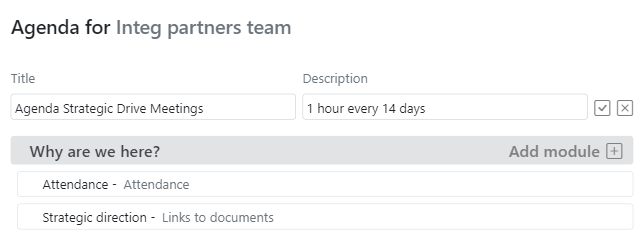 Agenda for Integ partners team
Title Description
Agenda Strategic Drive Meetings 1 hour every 14 days
Why are we here? Add module
Attendance - Attendance
Strategic direction - Links to documents